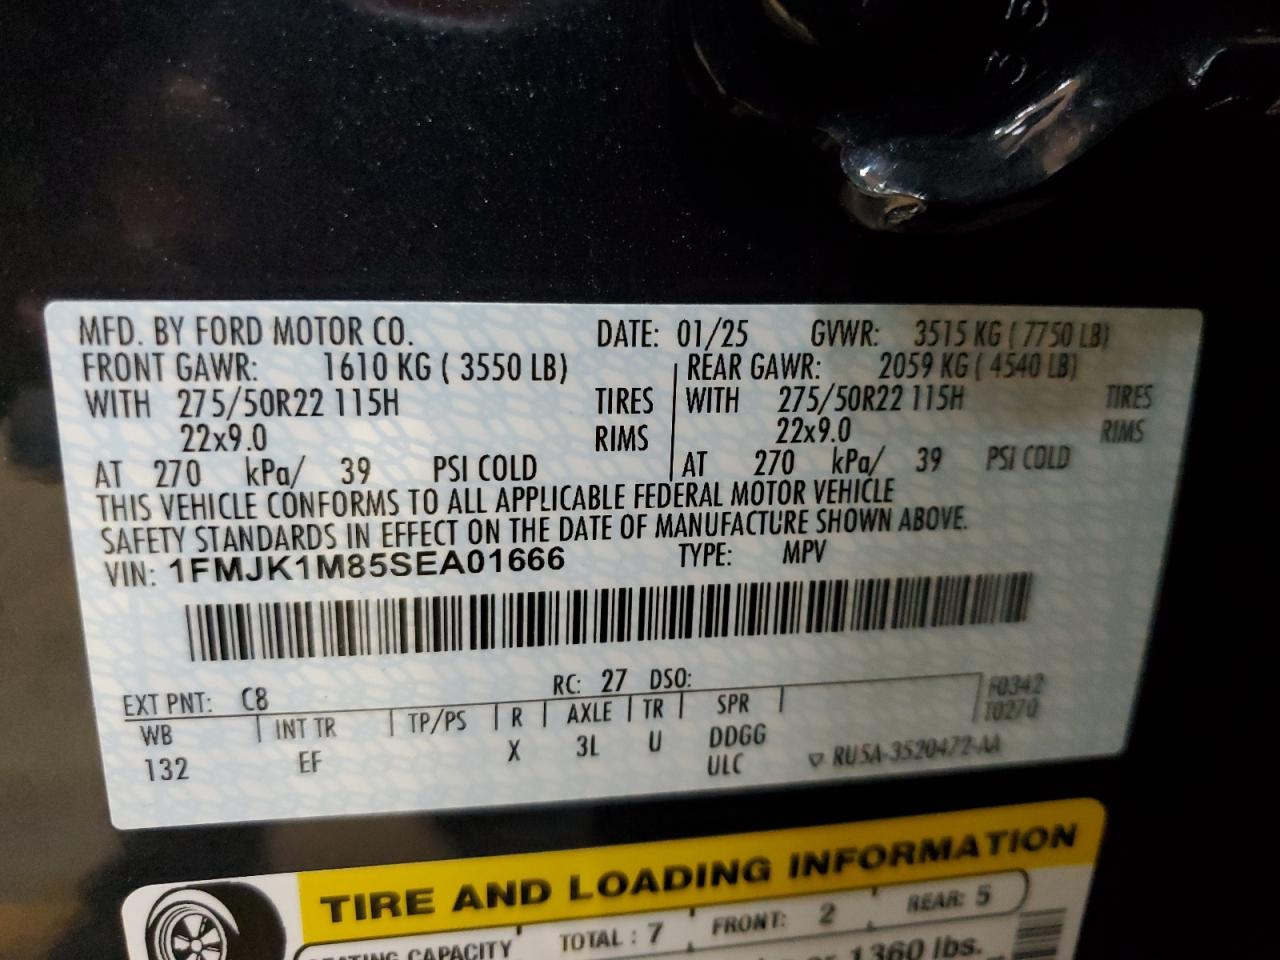 MFD. BY FORD MOTOR CO. DATE: 01/25 GVWR: 3515 KG ( 7750 LB)
FRONT GAWR: 1610 KG ( 3550 LB) REAR GAWR: 2059 KG ( 4540 LB)
WITH 275/50R22 115H TIRES WITH 275/50R22 115H TIRES
22x9.0 RIMS 22x9.0 RIMS
AT 270 kPa/ 39 PSI COLD AT 270 kPa/ 39 PSI COLD
THIS VEHICLE CONFORMS TO ALL APPLICABLE FEDERAL MOTOR VEHICLE
SAFETY STANDARDS IN EFFECT ON THE DATE OF MANUFACTURE SHOWN ABOVE.
VIN: 1FMJK1M85SEA01666 TYPE: MPV
EXT PNT: C8 RC: 27 DSO: F0342
WB INT TR TP/PS R AXLE TR SPR T0270
132 EF X 3L U DDGG
ULC ▽ RU5A-3520472-AA
TIRE AND LOADING INFORMATION
SEATING CAPACITY TOTAL : 7 FRONT: 2 REAR: 5
or 1360 lbs.